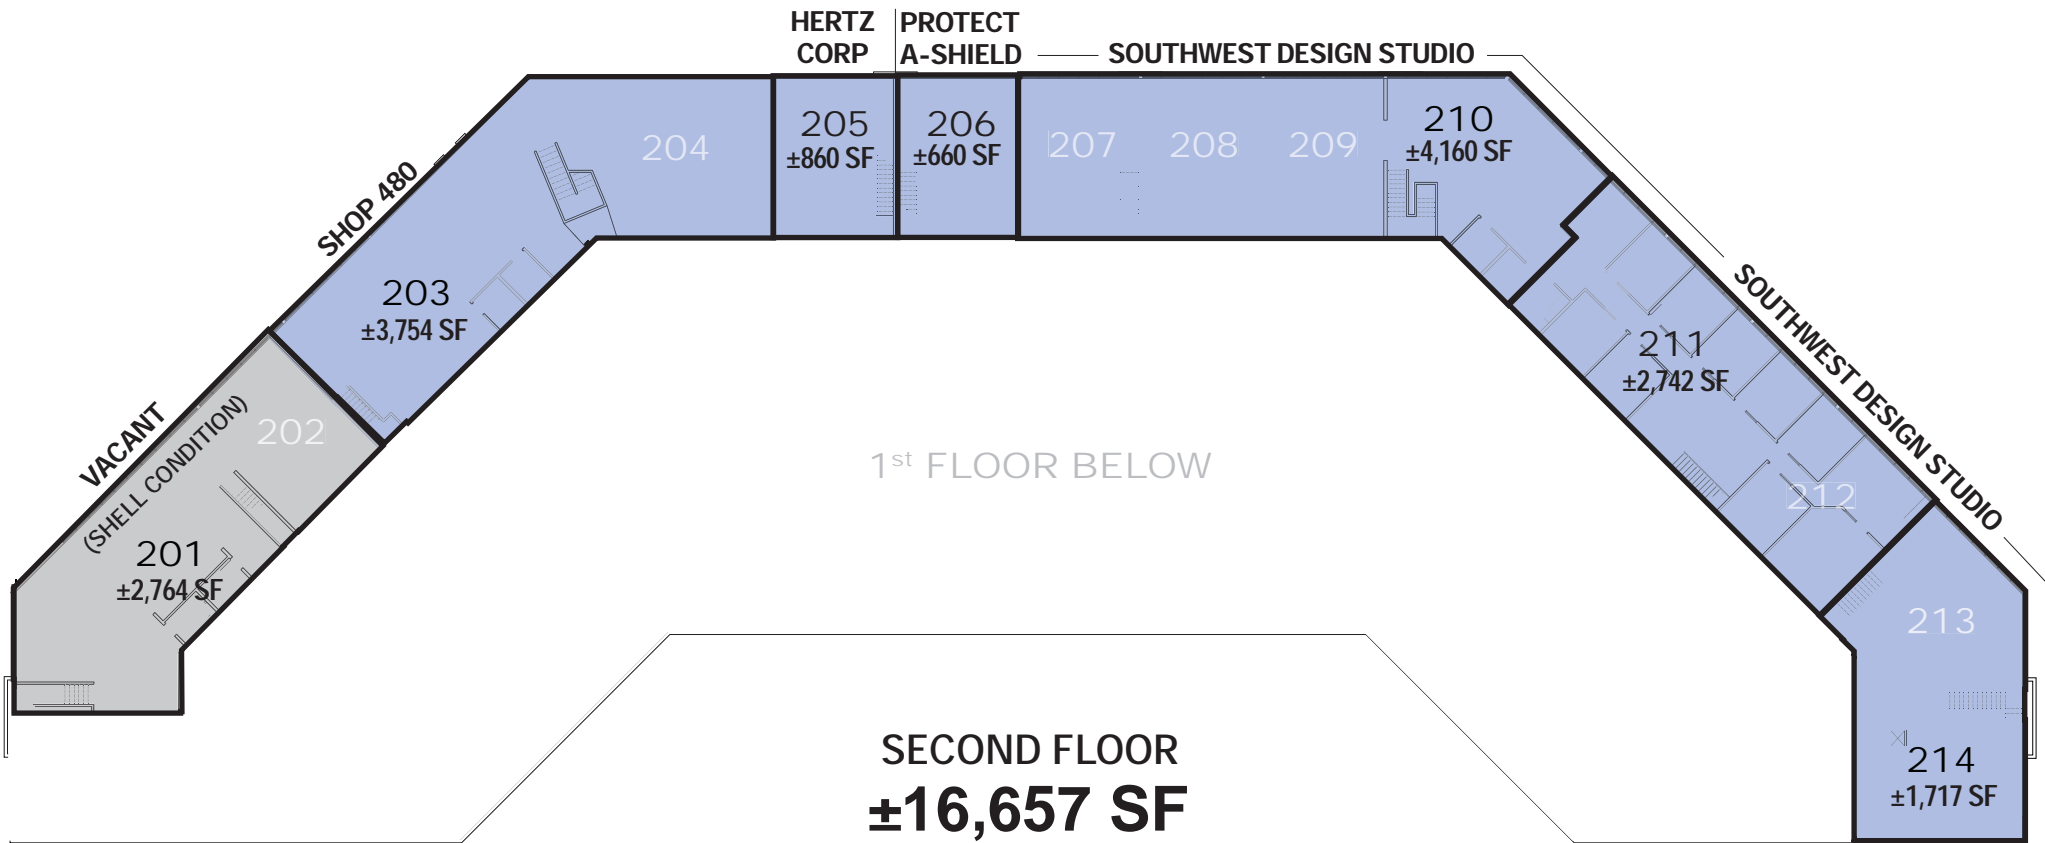 HERTZ
CORP
PROTECT
A-SHIELD
SOUTHWEST DESIGN STUDIO
SHOP 480
204
205
±860 SF
206
±660 SF
207
208
209
210
±4,160 SF
203
±3,754 SF
VACANT
(SHELL CONDITION)
202
201
±2,764 SF
1st FLOOR BELOW
211
±2,742 SF
SOUTHWEST DESIGN STUDIO
212
213
214
±1,717 SF
SECOND FLOOR
±16,657 SF